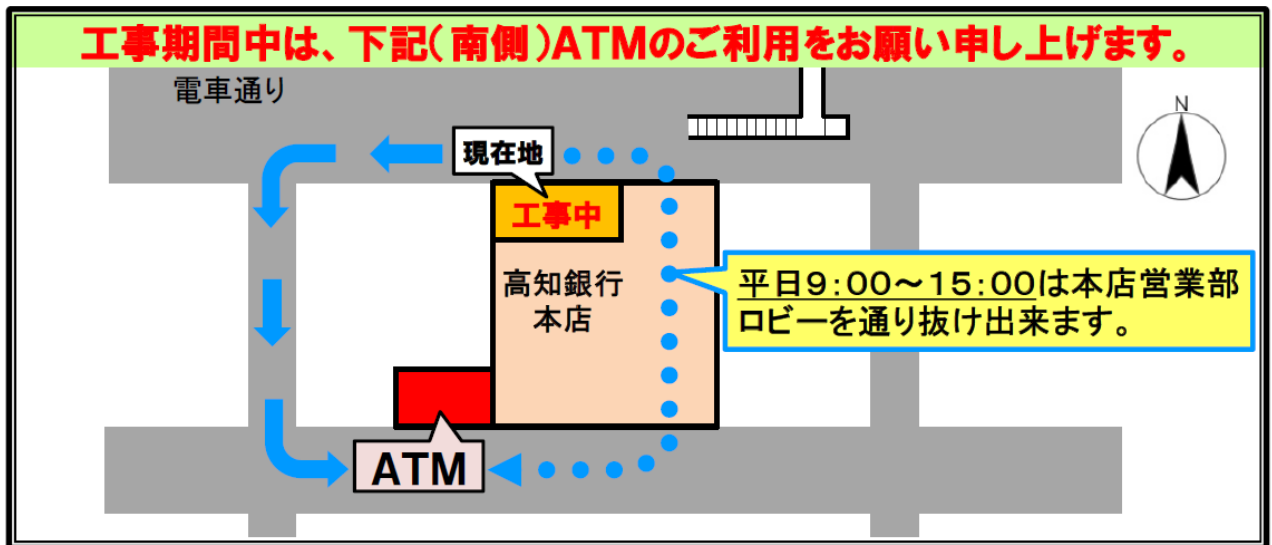 工事期間中は、下記(南側)ATMのご利用をお願い申し上げます。
電車通り
N
現在地
工事中
高知銀行
本店
平日9:00~15:00は本店営業部
ロビーを通り抜け出来ます。
ATM